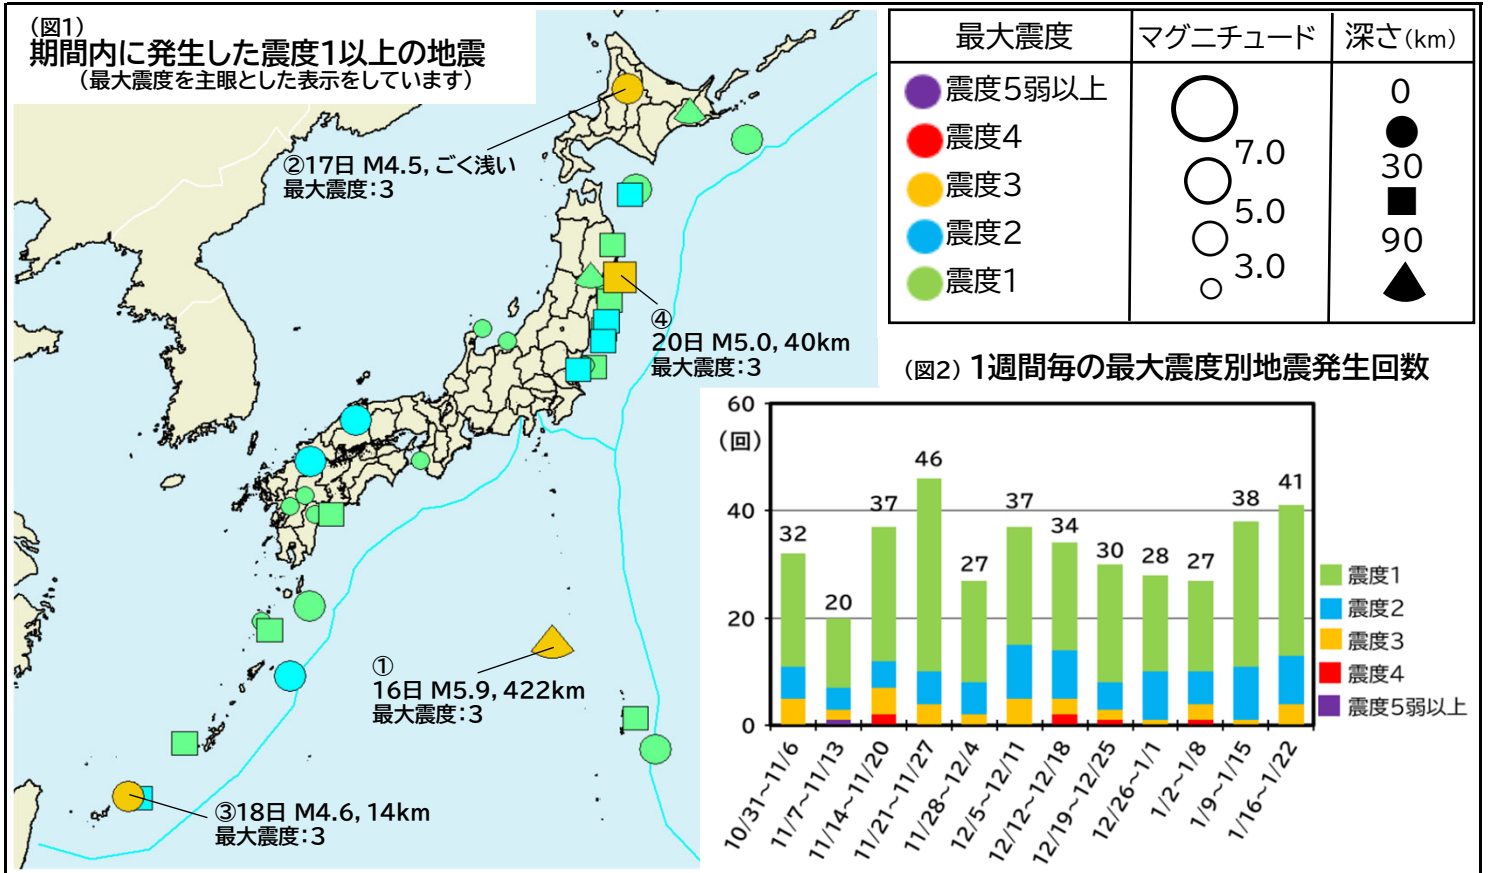 (図1)
期間内に発生した震度1以上の地震
(最大震度を主眼とした表示をしています)
②17日 M4.5, ごく浅い
最大震度:3
④
20日 M5.0, 40km
最大震度:3
①
16日 M5.9, 422km
最大震度:3
③18日 M4.6, 14km
最大震度:3
最大震度 マグニチュード 深さ(km)
震度5弱以上
震度4
震度3
震度2
震度1
7.0
5.0
3.0
0
30
90
(図2) 1週間毎の最大震度別地震発生回数
60
(回)
40
20
0
32
20
37
46
27
37
34
30
28
27
38
41
10/31~11/6
11/7~11/13
11/14~11/20
11/21~11/27
11/28~12/4
12/5~12/11
12/12~12/18
12/19~12/25
12/26~1/1
1/2~1/8
1/9~1/15
1/16~1/22
震度1
震度2
震度3
震度4
震度5弱以上